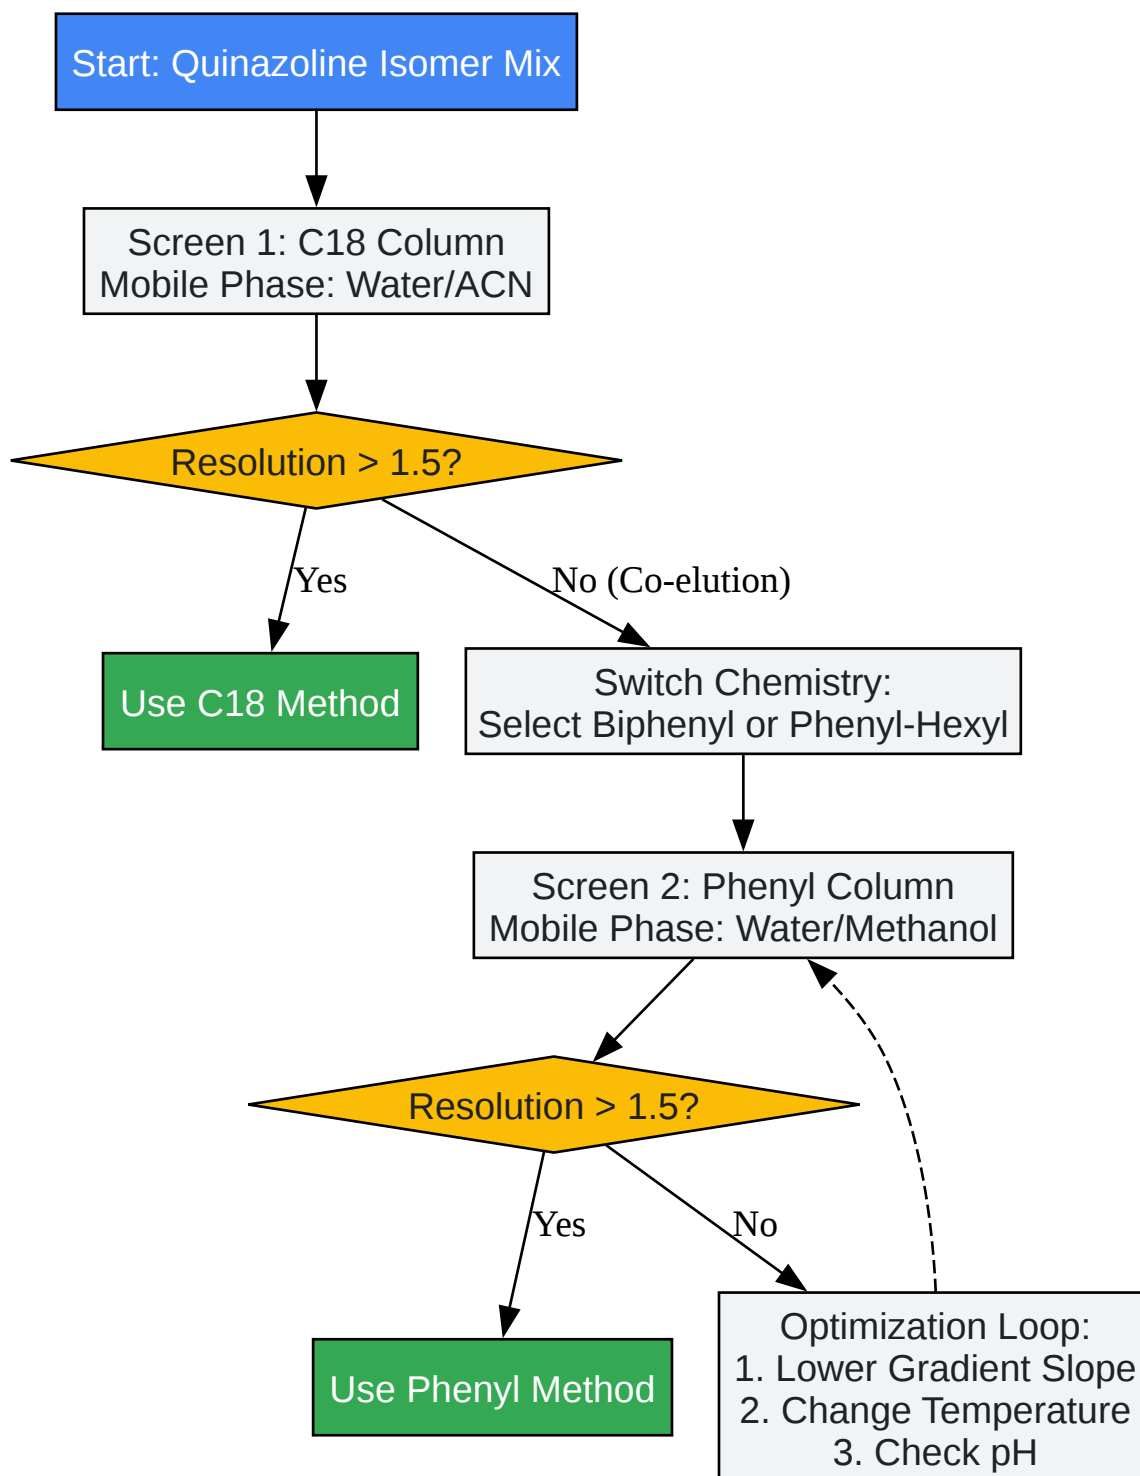 Start: Quinazoline Isomer Mix
Screen 1: C18 Column
Mobile Phase: Water/ACN
Resolution > 1.5?
Yes
No (Co-elution)
Use C18 Method
Switch Chemistry:
Select Biphenyl or Phenyl-Hexyl
Screen 2: Phenyl Column
Mobile Phase: Water/Methanol
Resolution > 1.5?
Yes
No
Use Phenyl Method
Optimization Loop:
1. Lower Gradient Slope
2. Change Temperature
3. Check pH